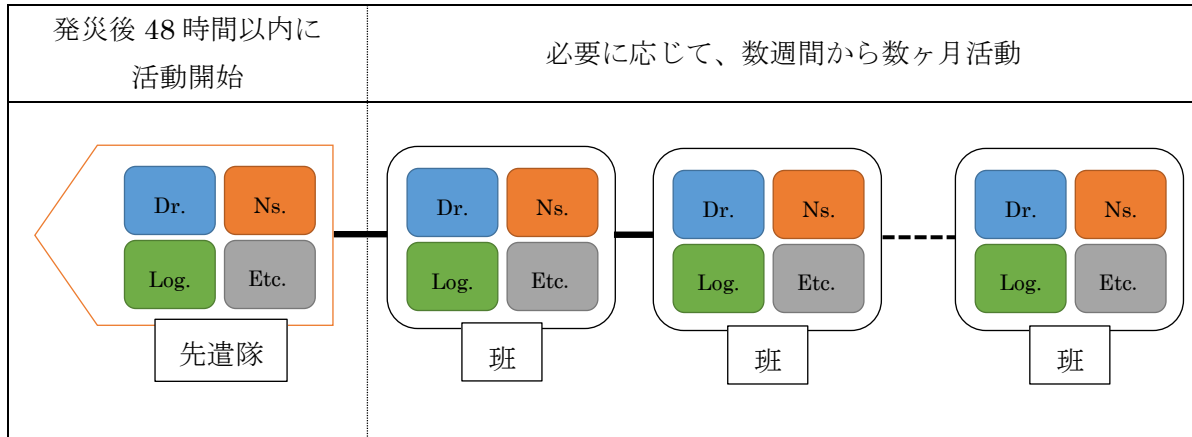 発災後 48 時間以内に
活動開始
必要に応じて、数週間から数ヶ月活動
Dr. Ns.
Log. Etc.
先遣隊
Dr. Ns.
Log. Etc.
班
Dr. Ns.
Log. Etc.
班
Dr. Ns.
Log. Etc.
班